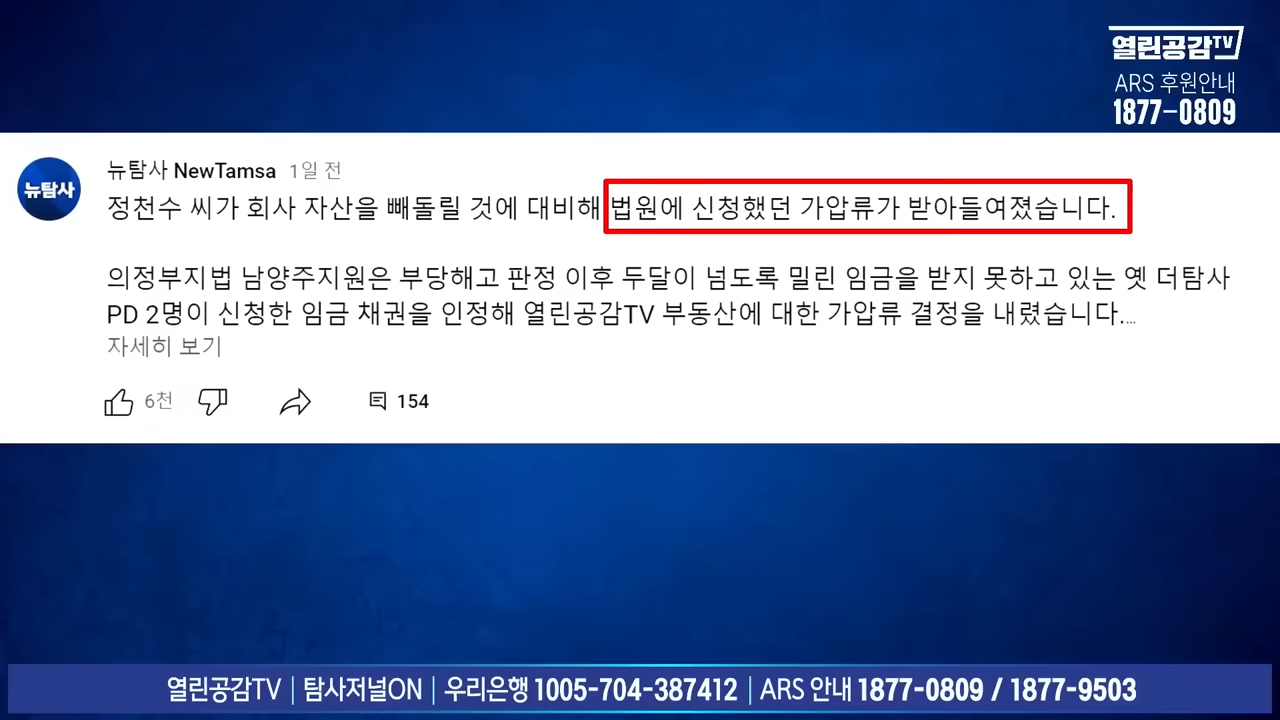 열린공감TV
ARS 후원안내
1877-0809
뉴탐사
뉴탐사 NewTamsa 1일 전
정천수 씨가 회사 자산을 빼돌릴 것에 대비해 법원에 신청했던 가압류가 받아들여졌습니다.
의정부지법 남양주지원은 부당해고 판정 이후 두달이 넘도록 밀린 임금을 받지 못하고 있는 옛 더탐사
PD 2명이 신청한 임금 채권을 인정해 열린공감TV 부동산에 대한 가압류 결정을 내렸습니다....
자세히 보기
6천 154
열린공감TV | 탐사저널ON | 우리은행 1005-704-387412 | ARS 안내 1877-0809 / 1877-9503